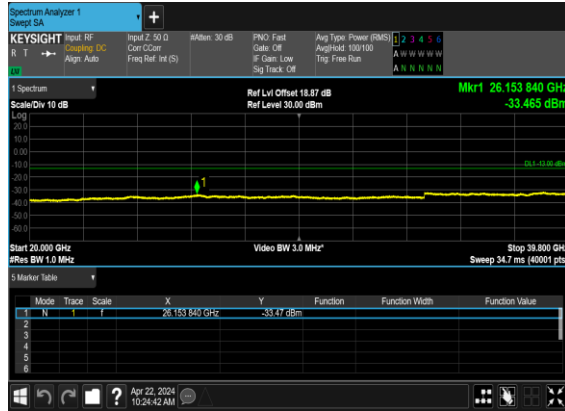 Spectrum Analyzer 1
Swept SA
KEYSIGHT Input: RF Input Z: 50 Ω #Atten: 30 dB PNO: Fast Avg Type: Power (RMS) 1 2 3 4 5 6
R T Coupling: DC Corr CCorr Gate: Off Avg|Hold: 100/100 A W W W W W
Align: Auto Freq Ref: Int (S) IF Gain: Low Trig: Free Run
Sig Track: Off A N N N N N
1 Spectrum
Ref Lvl Offset 18.87 dB Mkr1 26.153 840 GHz
Scale/Div 10 dB Ref Level 30.00 dBm -33.465 dBm
Log
20.0
10.0
0.00
-10.0 DL1 -13.00 dBm
-20.0
1
-30.0
-40.0
-50.0
-60.0
Start 20.000 GHz Video BW 3.0 MHz* Stop 39.800 GHz
#Res BW 1.0 MHz Sweep 34.7 ms (40001 pts)
5 Marker Table
Mode Trace Scale X Y Function Function Width Function Value
1 N 1 f 26.153 840 GHz -33.47 dBm
2
3
4
5
6
? Apr 22, 2024
10:24:42 AM